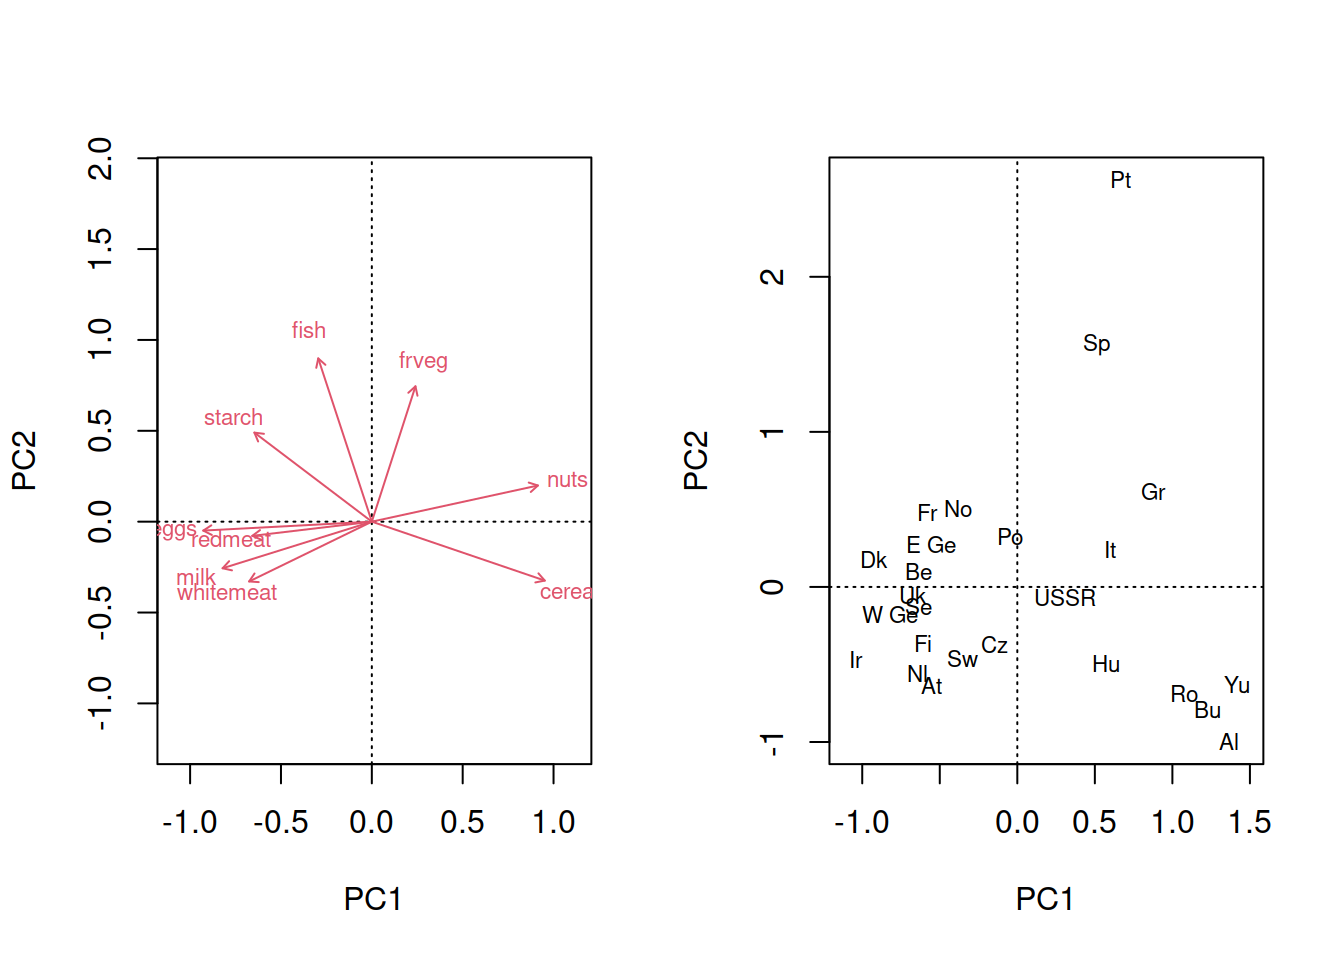 2.0
1.5
1.0
0.5
0.0
-0.5
-1.0
PC2
fish
frveg
starch
nuts
eggs
redmeat
milk
whitemeat
cerea
-1.0 -0.5 0.0 0.5 1.0
PC1
2
1
0
-1
PC2
Pt
Sp
Gr
Fr No
Po
E Ge
It
Dk
Be
Uk
USSR
Se
W Ge
Fi
Cz
Ir
Sw
Hu
NL
At
Yu
Ro
Bu
Al
-1.0 0.0 0.5 1.0 1.5
PC1